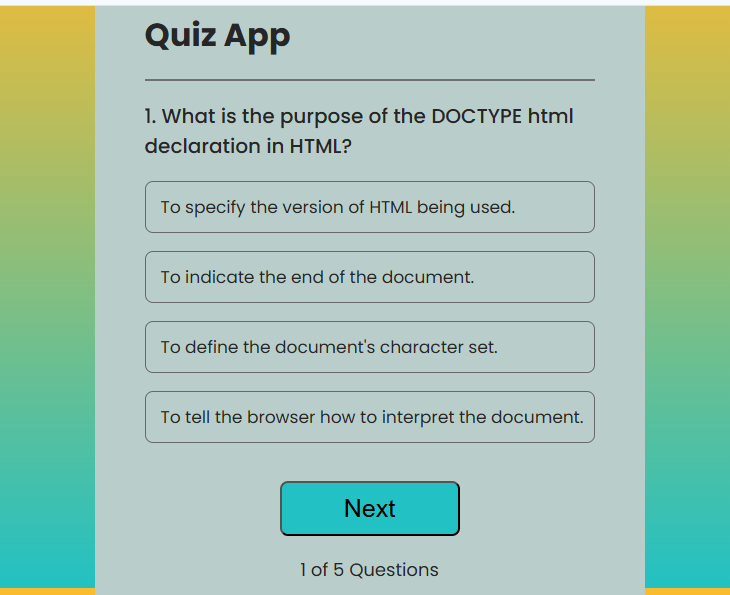 Quiz App
1. What is the purpose of the DOCTYPE html
declaration in HTML?
To specify the version of HTML being used.
To indicate the end of the document.
To define the document's character set.
To tell the browser how to interpret the document.
Next
1 of 5 Questions